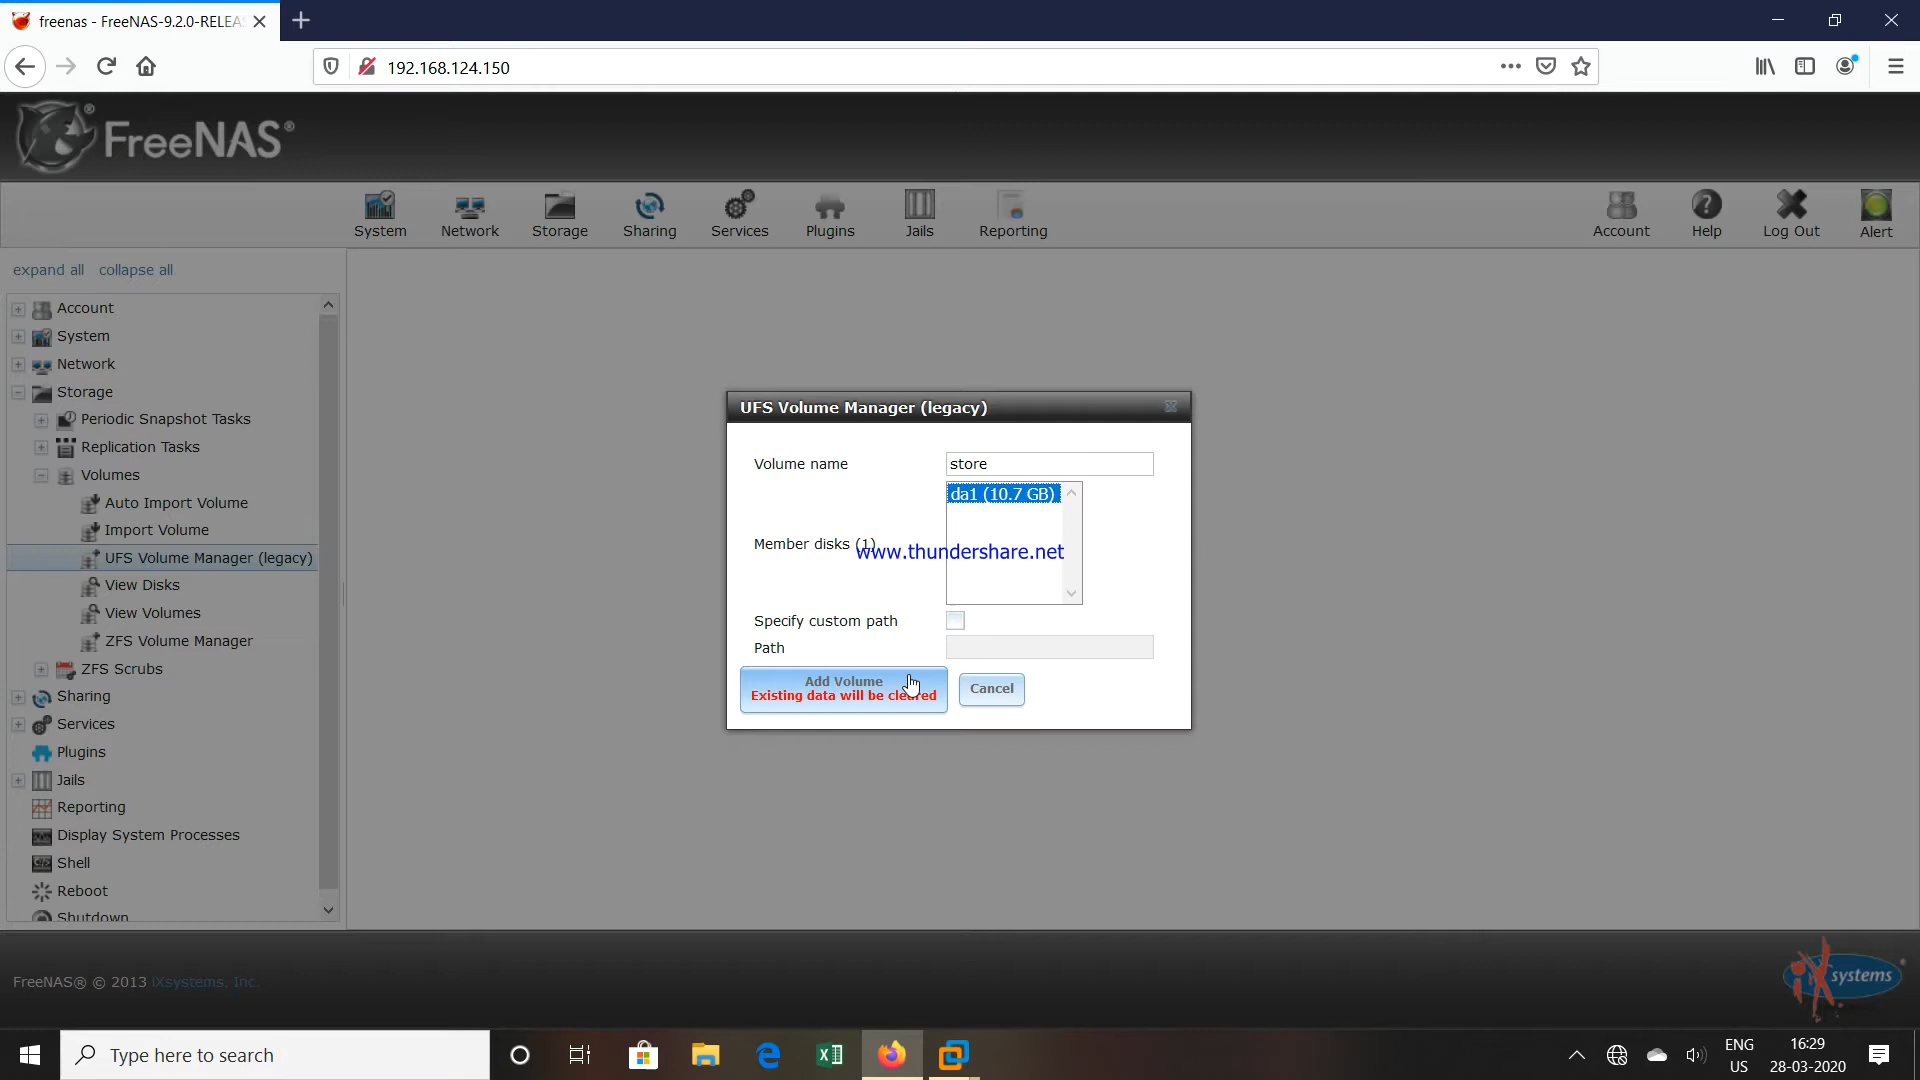 freenas - FreeNAS-9.2.0-RELEA
192.168.124.150
FreeNAS®
System
Network
Storage
Sharing
Services
Plugins
Jails
Reporting
Account
Help
Log Out
Alert
expand all collapse all
Account
System
Network
Storage
Periodic Snapshot Tasks
Replication Tasks
Volumes
Auto Import Volume
Import Volume
UFS Volume Manager (legacy)
View Disks
View Volumes
ZFS Volume Manager
ZFS Scrubs
Sharing
Services
Plugins
Jails
Reporting
Display System Processes
Shell
Reboot
Shutdown
UFS Volume Manager (legacy)
Volume name
store
Member disks (1)
da1 (10.7 GB)
www.thundershare.net
Specify custom path
Path
Add Volume
Existing data will be cleared
Cancel
FreeNAS® © 2013 iXsystems, Inc.
iXsystems
Type here to search
ENG
US
16:29
28-03-2020